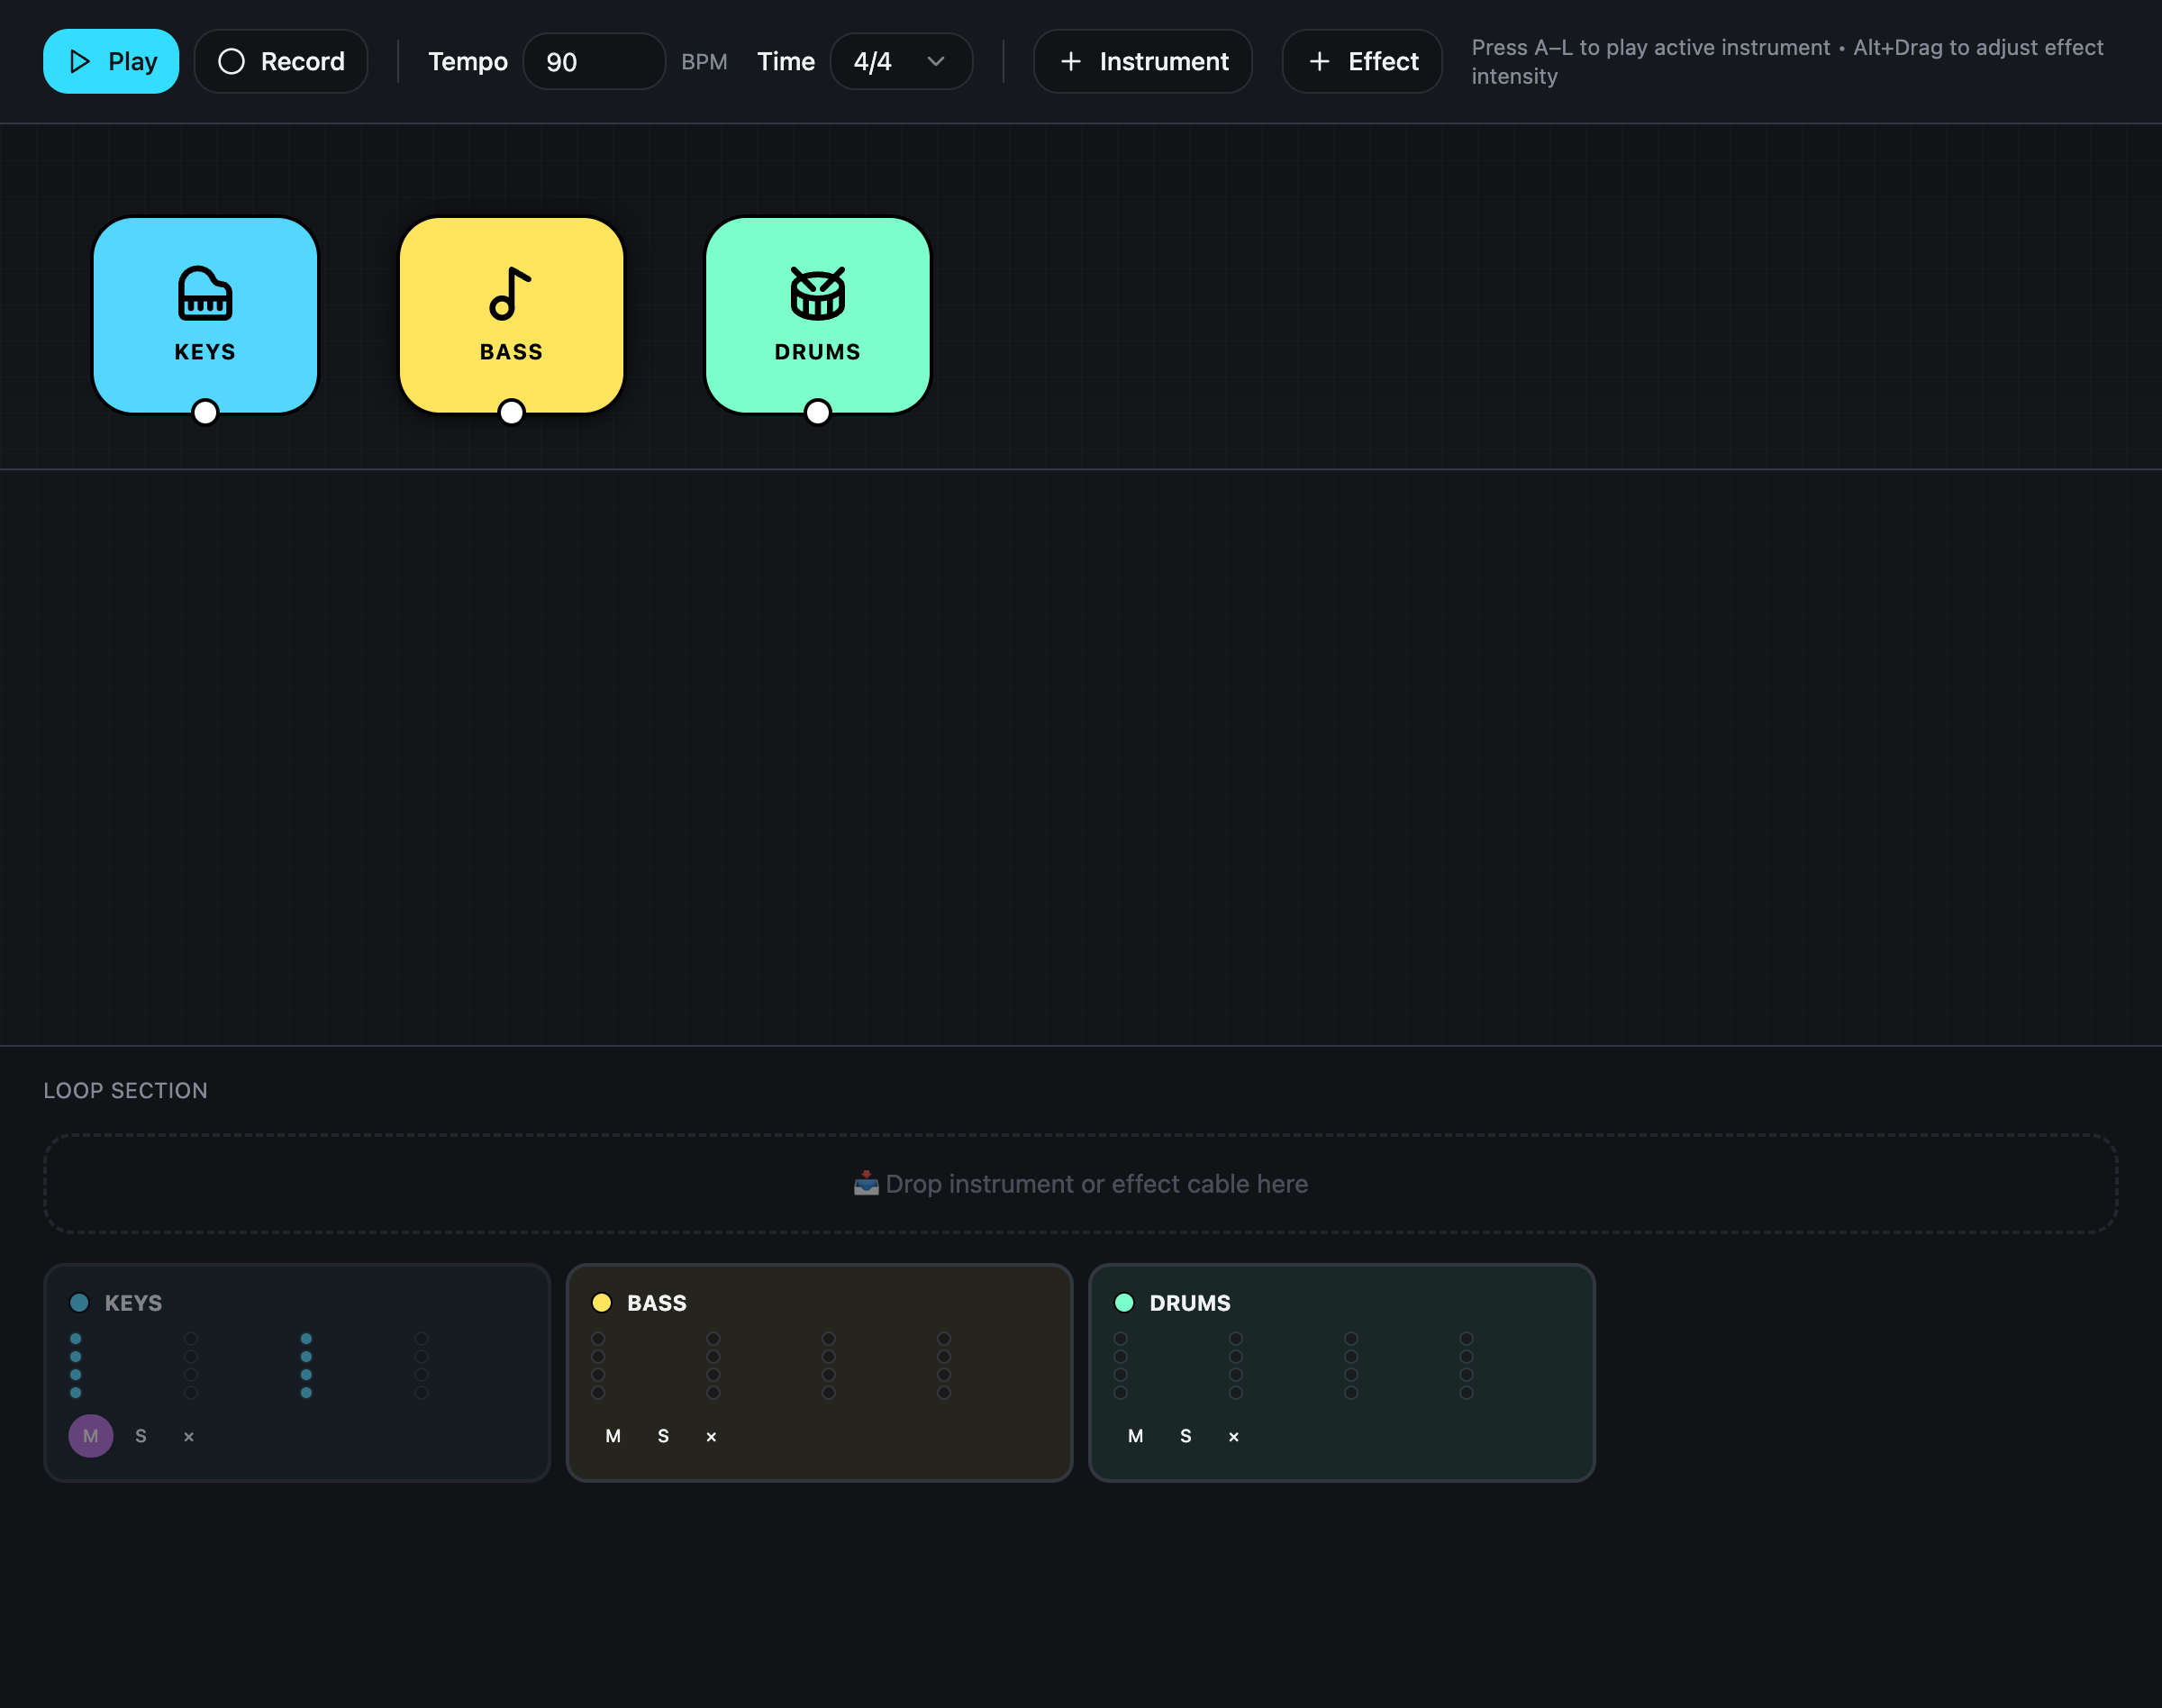 Play
Record
Tempo
90
BPM
Time
4/4
+ Instrument
+ Effect
Press A–L to play active instrument • Alt+Drag to adjust effect
intensity
KEYS
BASS
DRUMS
LOOP SECTION
Drop instrument or effect cable here
KEYS
M S ×
BASS
M S ×
DRUMS
M S ×